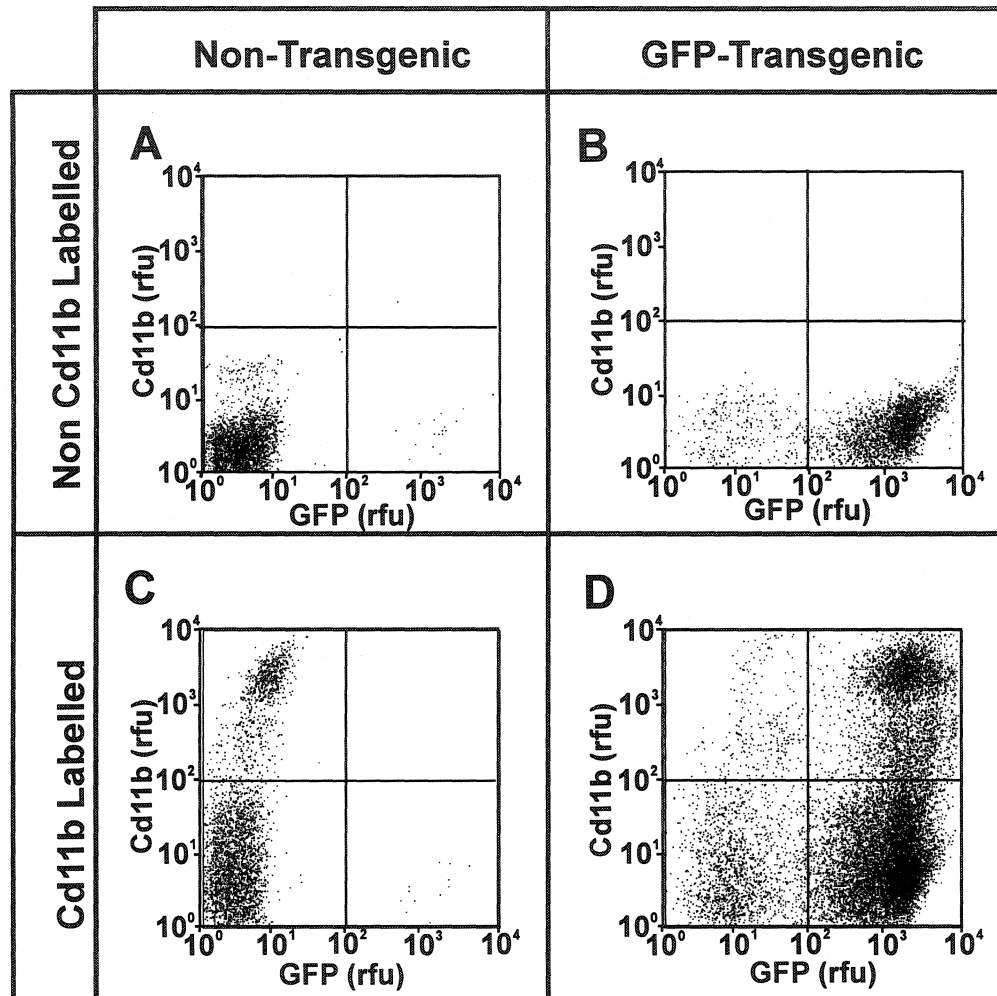 Non-Transgenic
GFP-Transgenic
Non Cd11b Labelled
A
Cd11b (rfu)
10⁴
10³
10²
10¹
10⁰
10⁰ 10¹ 10² 10³ 10⁴
GFP (rfu)
B
Cd11b (rfu)
10⁴
10³
10²
10¹
10⁰
10⁰ 10¹ 10² 10³ 10⁴
GFP (rfu)
Cd11b Labelled
C
Cd11b (rfu)
10⁴
10³
10²
10¹
10⁰
10⁰ 10¹ 10² 10³ 10⁴
GFP (rfu)
D
Cd11b (rfu)
10⁴
10³
10²
10¹
10⁰
10⁰ 10¹ 10² 10³ 10⁴
GFP (rfu)